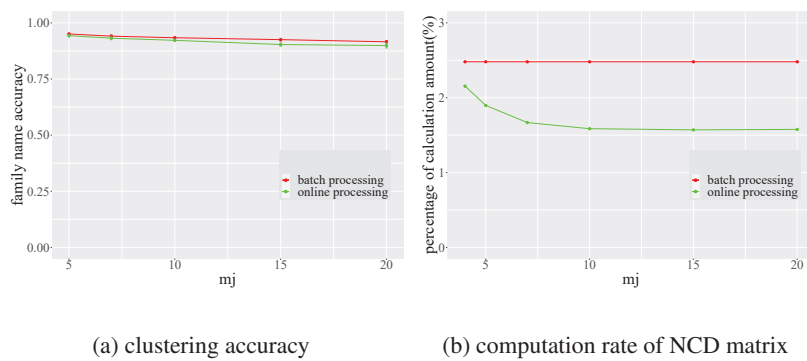 1.00
0.75
0.50
0.25
0.00
family name accuracy
batch processing
online processing
5
10
15
20
mj
(a) clustering accuracy
3
2
1
0
percentage of calculation amount(%)
batch processing
online processing
5
10
15
20
mj
(b) computation rate of NCD matrix